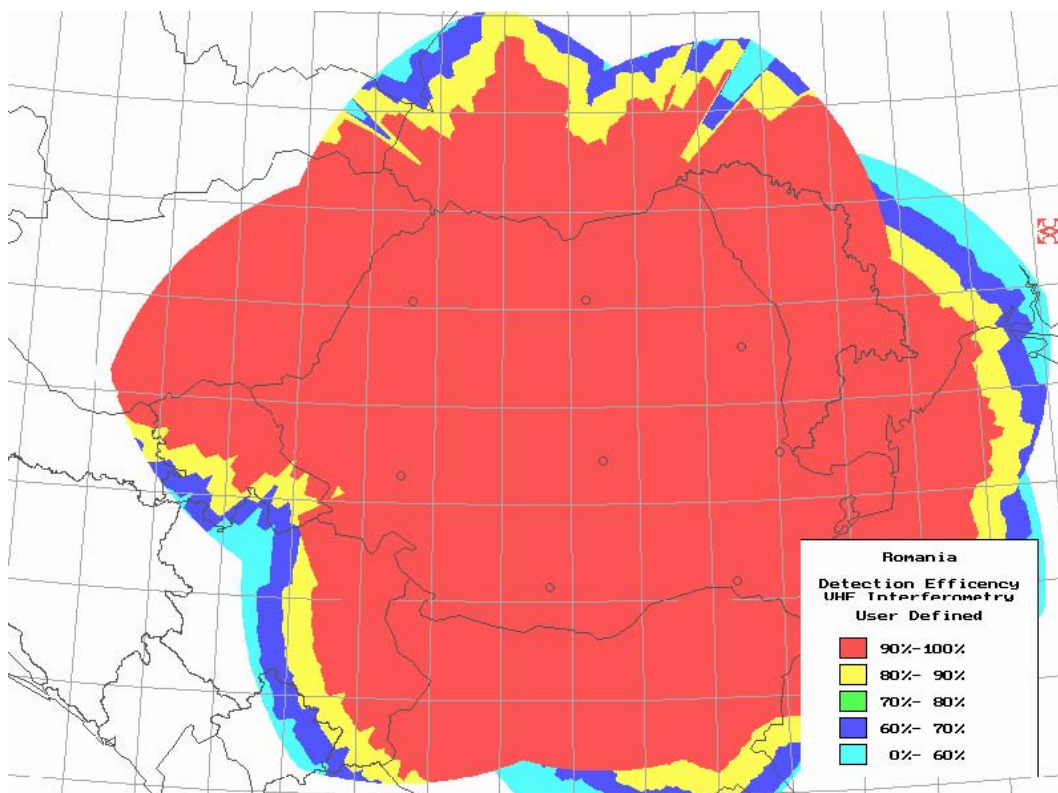 Romania
Detection Efficency
VHF Interferometry
User Defined
90%-100%
80%- 90%
70%- 80%
60%- 70%
0%- 60%